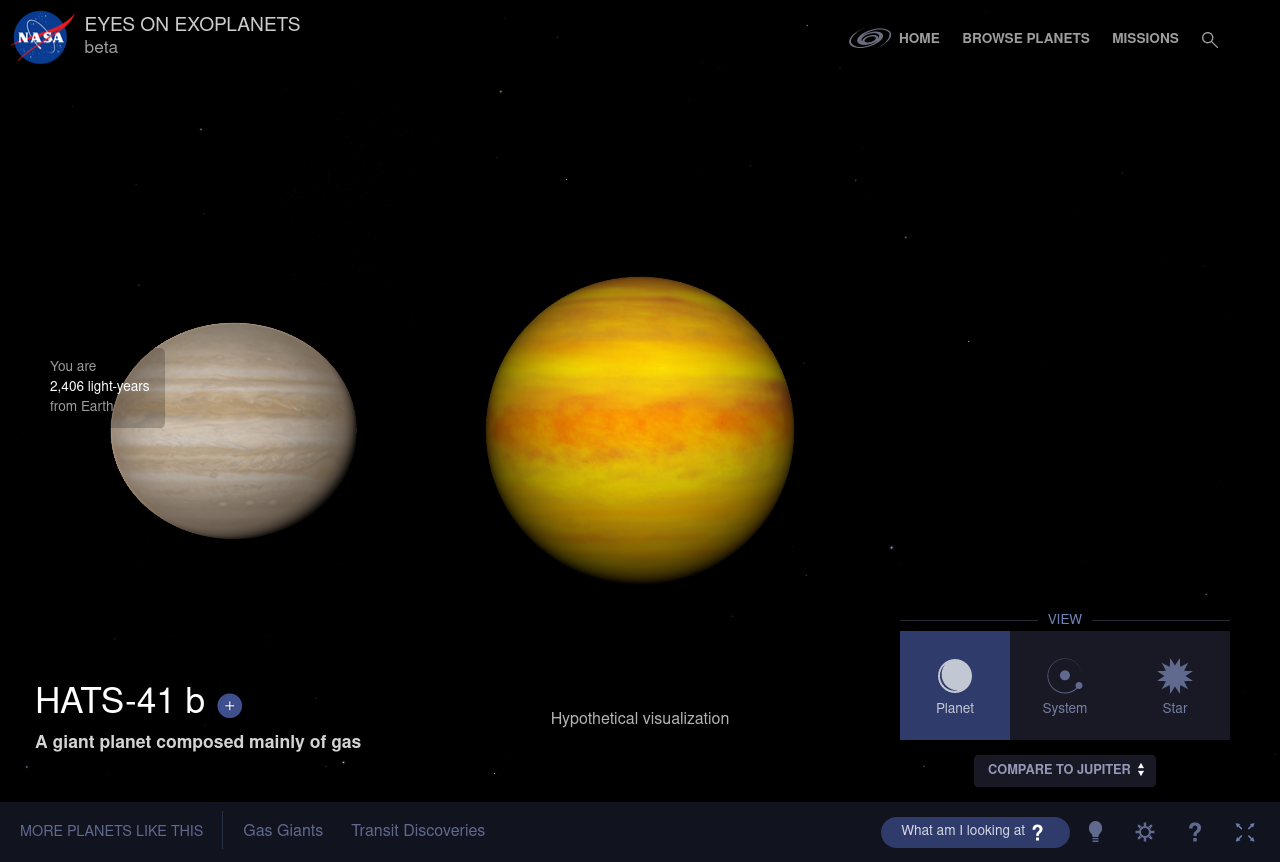 NASA
EYES ON EXOPLANETS
beta
HOME
BROWSE PLANETS
MISSIONS
You are
2,406 light-years
from Earth
VIEW
Planet
System
Star
COMPARE TO JUPITER
HATS-41 b +
A giant planet composed mainly of gas
Hypothetical visualization
MORE PLANETS LIKE THIS
Gas Giants
Transit Discoveries
What am I looking at ?
?